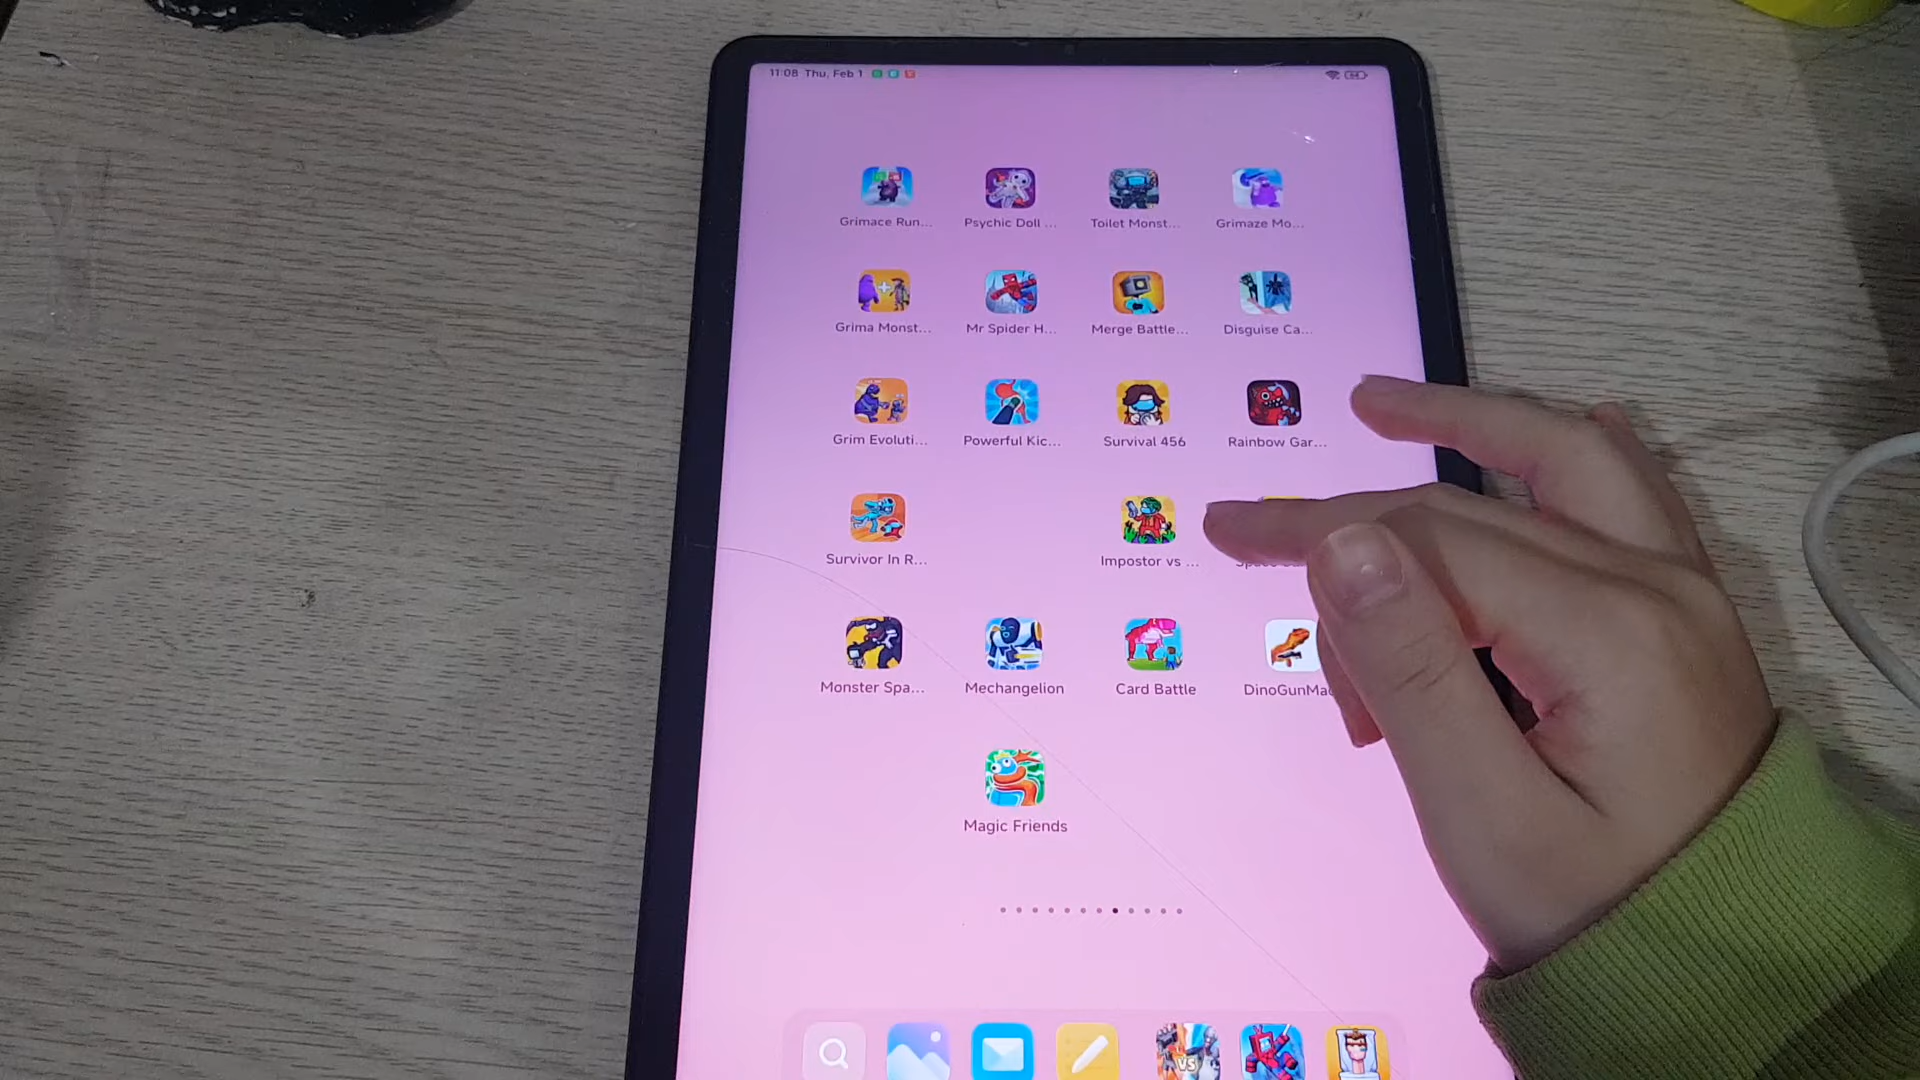 11:08 Thu, Feb 1
Grimace Run... Psychic Doll ... Toilet Monst... Grimaze Mo...
Grima Monst... Mr Spider H... Merge Battle... Disguise Ca...
Grim Evoluti... Powerful Kic... Survival 456 Rainbow Gar...
Survivor In R... Impostor vs ...
Monster Spa... Mechangelion Card Battle DinoGunMac
Magic Friends
VS